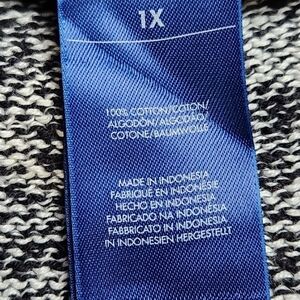 1X
100% COTTON/COTON/
ALGODÓN/ALGODÃO/
COTONE/BAUMWOLLE
MADE IN INDONESIA
FABRIQUÉ EN INDONÉSIE
HECHO EN INDONESIA
FABRICADO NA INDONÉSIA
FABBRICATO IN INDONESIA
IN INDONESIEN HERGESTELLT